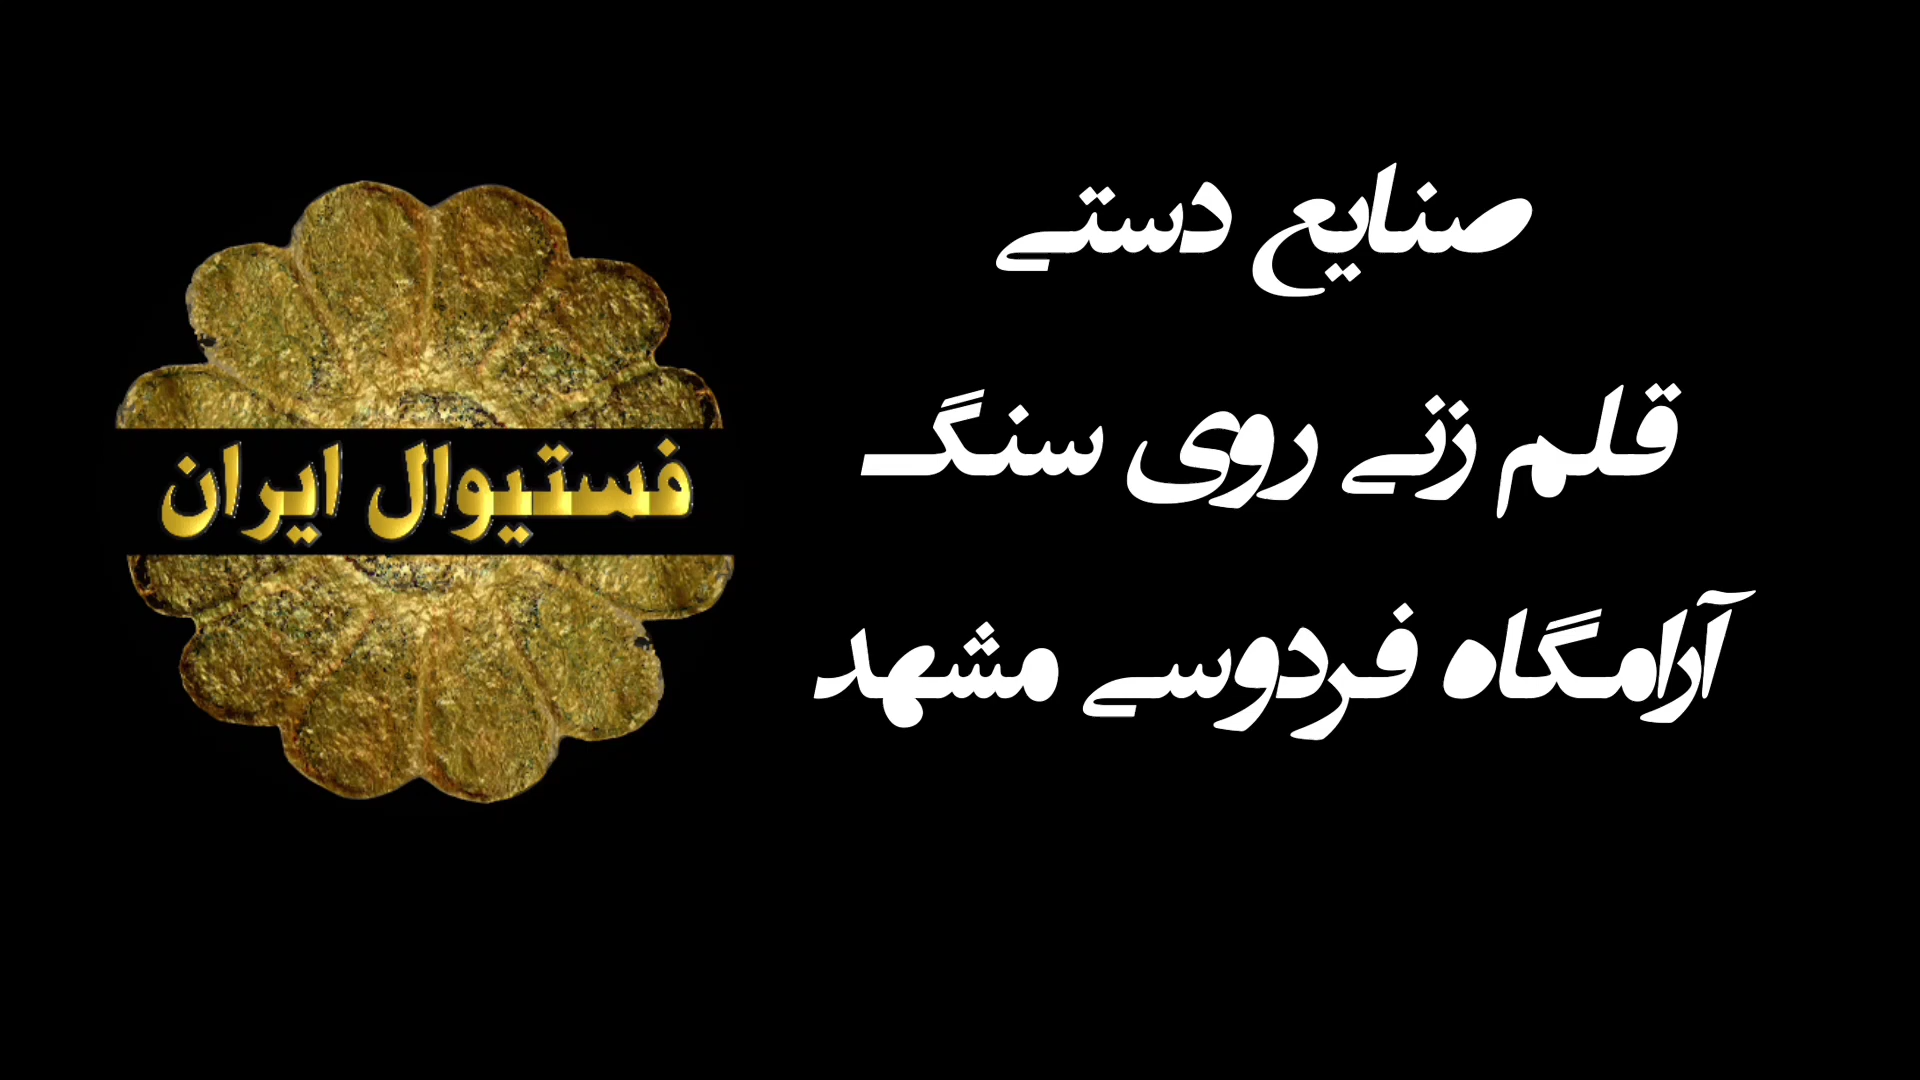 صنایع دستی
قلم زنی روی سنگ
آرامگاه فردوسی مشهد
فستیوال ایران